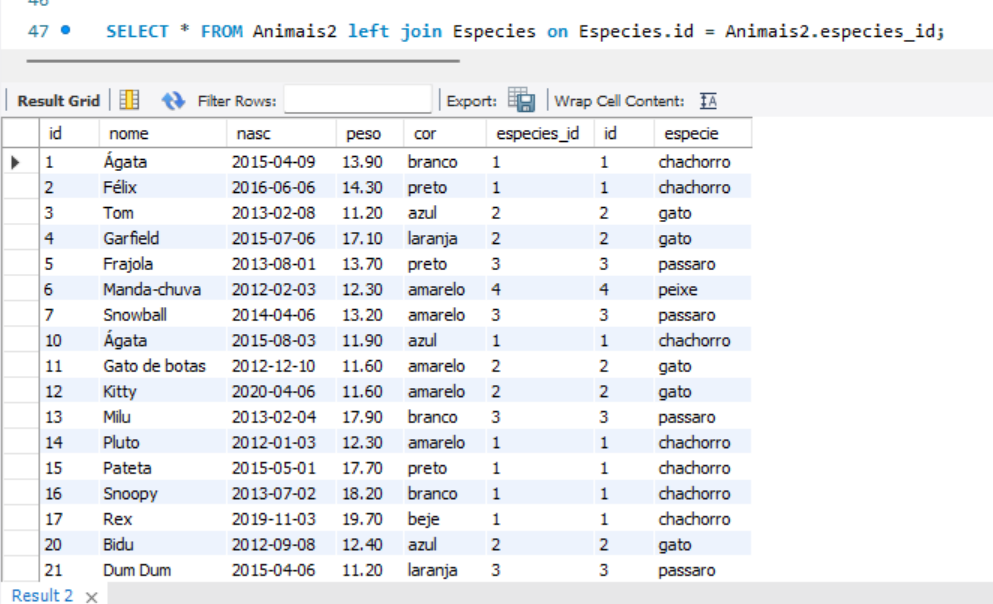 46
47 SELECT * FROM Animais2 left join Especies on Especies.id = Animais2.especies_id;
Result Grid Filter Rows: Export: Wrap Cell Content: IA
id nome nasc peso cor especies_id id especie
1 Ágata 2015-04-09 13.90 branco 1 1 chachorro
2 Félix 2016-06-06 14.30 preto 1 1 chachorro
3 Tom 2013-02-08 11.20 azul 2 2 gato
4 Garfield 2015-07-06 17.10 laranja 2 2 gato
5 Frajola 2013-08-01 13.70 preto 3 3 passaro
6 Manda-chuva 2012-02-03 12.30 amarelo 4 4 peixe
7 Snowball 2014-04-06 13.20 amarelo 3 3 passaro
10 Ágata 2015-08-03 11.90 azul 1 1 chachorro
11 Gato de botas 2012-12-10 11.60 amarelo 2 2 gato
12 Kitty 2020-04-06 11.60 amarelo 2 2 gato
13 Milu 2013-02-04 17.90 branco 3 3 passaro
14 Pluto 2012-01-03 12.30 amarelo 1 1 chachorro
15 Pateta 2015-05-01 17.70 preto 1 1 chachorro
16 Snoopy 2013-07-02 18.20 branco 1 1 chachorro
17 Rex 2019-11-03 19.70 beje 1 1 chachorro
20 Bidu 2012-09-08 12.40 azul 2 2 gato
21 Dum Dum 2015-04-06 11.20 laranja 3 3 passaro
Result 2